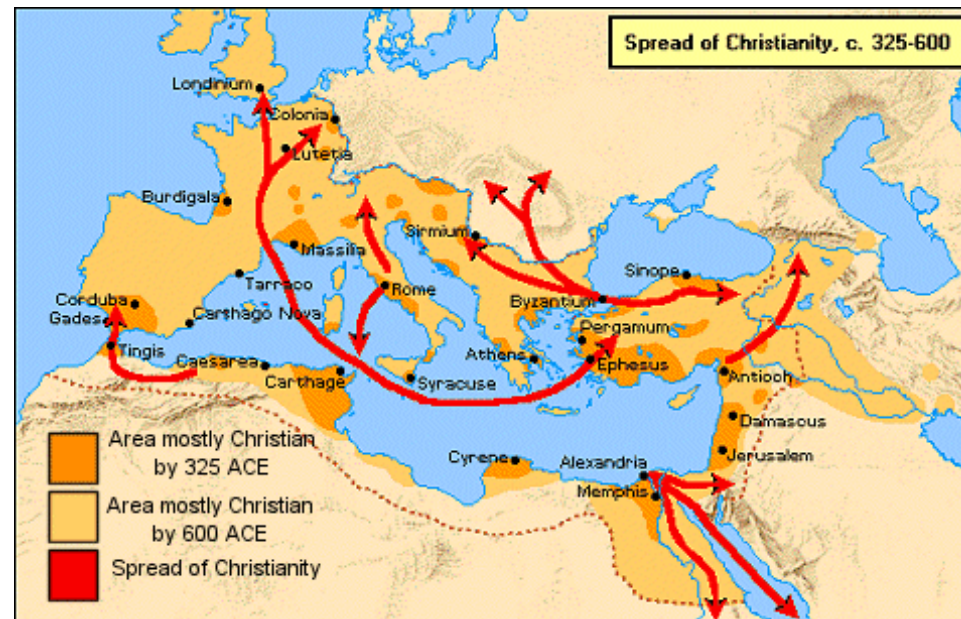 Spread of Christianity, c. 325-600
Londinium
Colonia
Lutetia
Burdigala
Sirmium
Massilia
Sinope
Tarraco
Rome
Byzantium
Corduba
Gades
Carthago Nova
Pergamum
Tingis
Caesarea
Athens
Ephesus
Carthage
Syracuse
Antioch
Damascus
Cyrene
Alexandria
Jerusalem
Memphis
Area mostly Christian
by 325 ACE
Area mostly Christian
by 600 ACE
Spread of Christianity